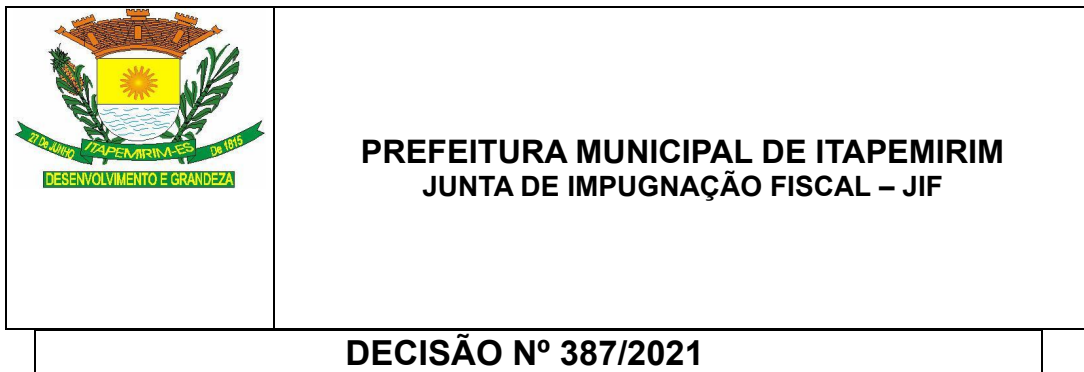 27 De JUNHO ITAPEMIRIM-ES De 1815
DESENVOLVIMENTO E GRANDEZA
PREFEITURA MUNICIPAL DE ITAPEMIRIM
JUNTA DE IMPUGNAÇÃO FISCAL – JIF
DECISÃO Nº 387/2021